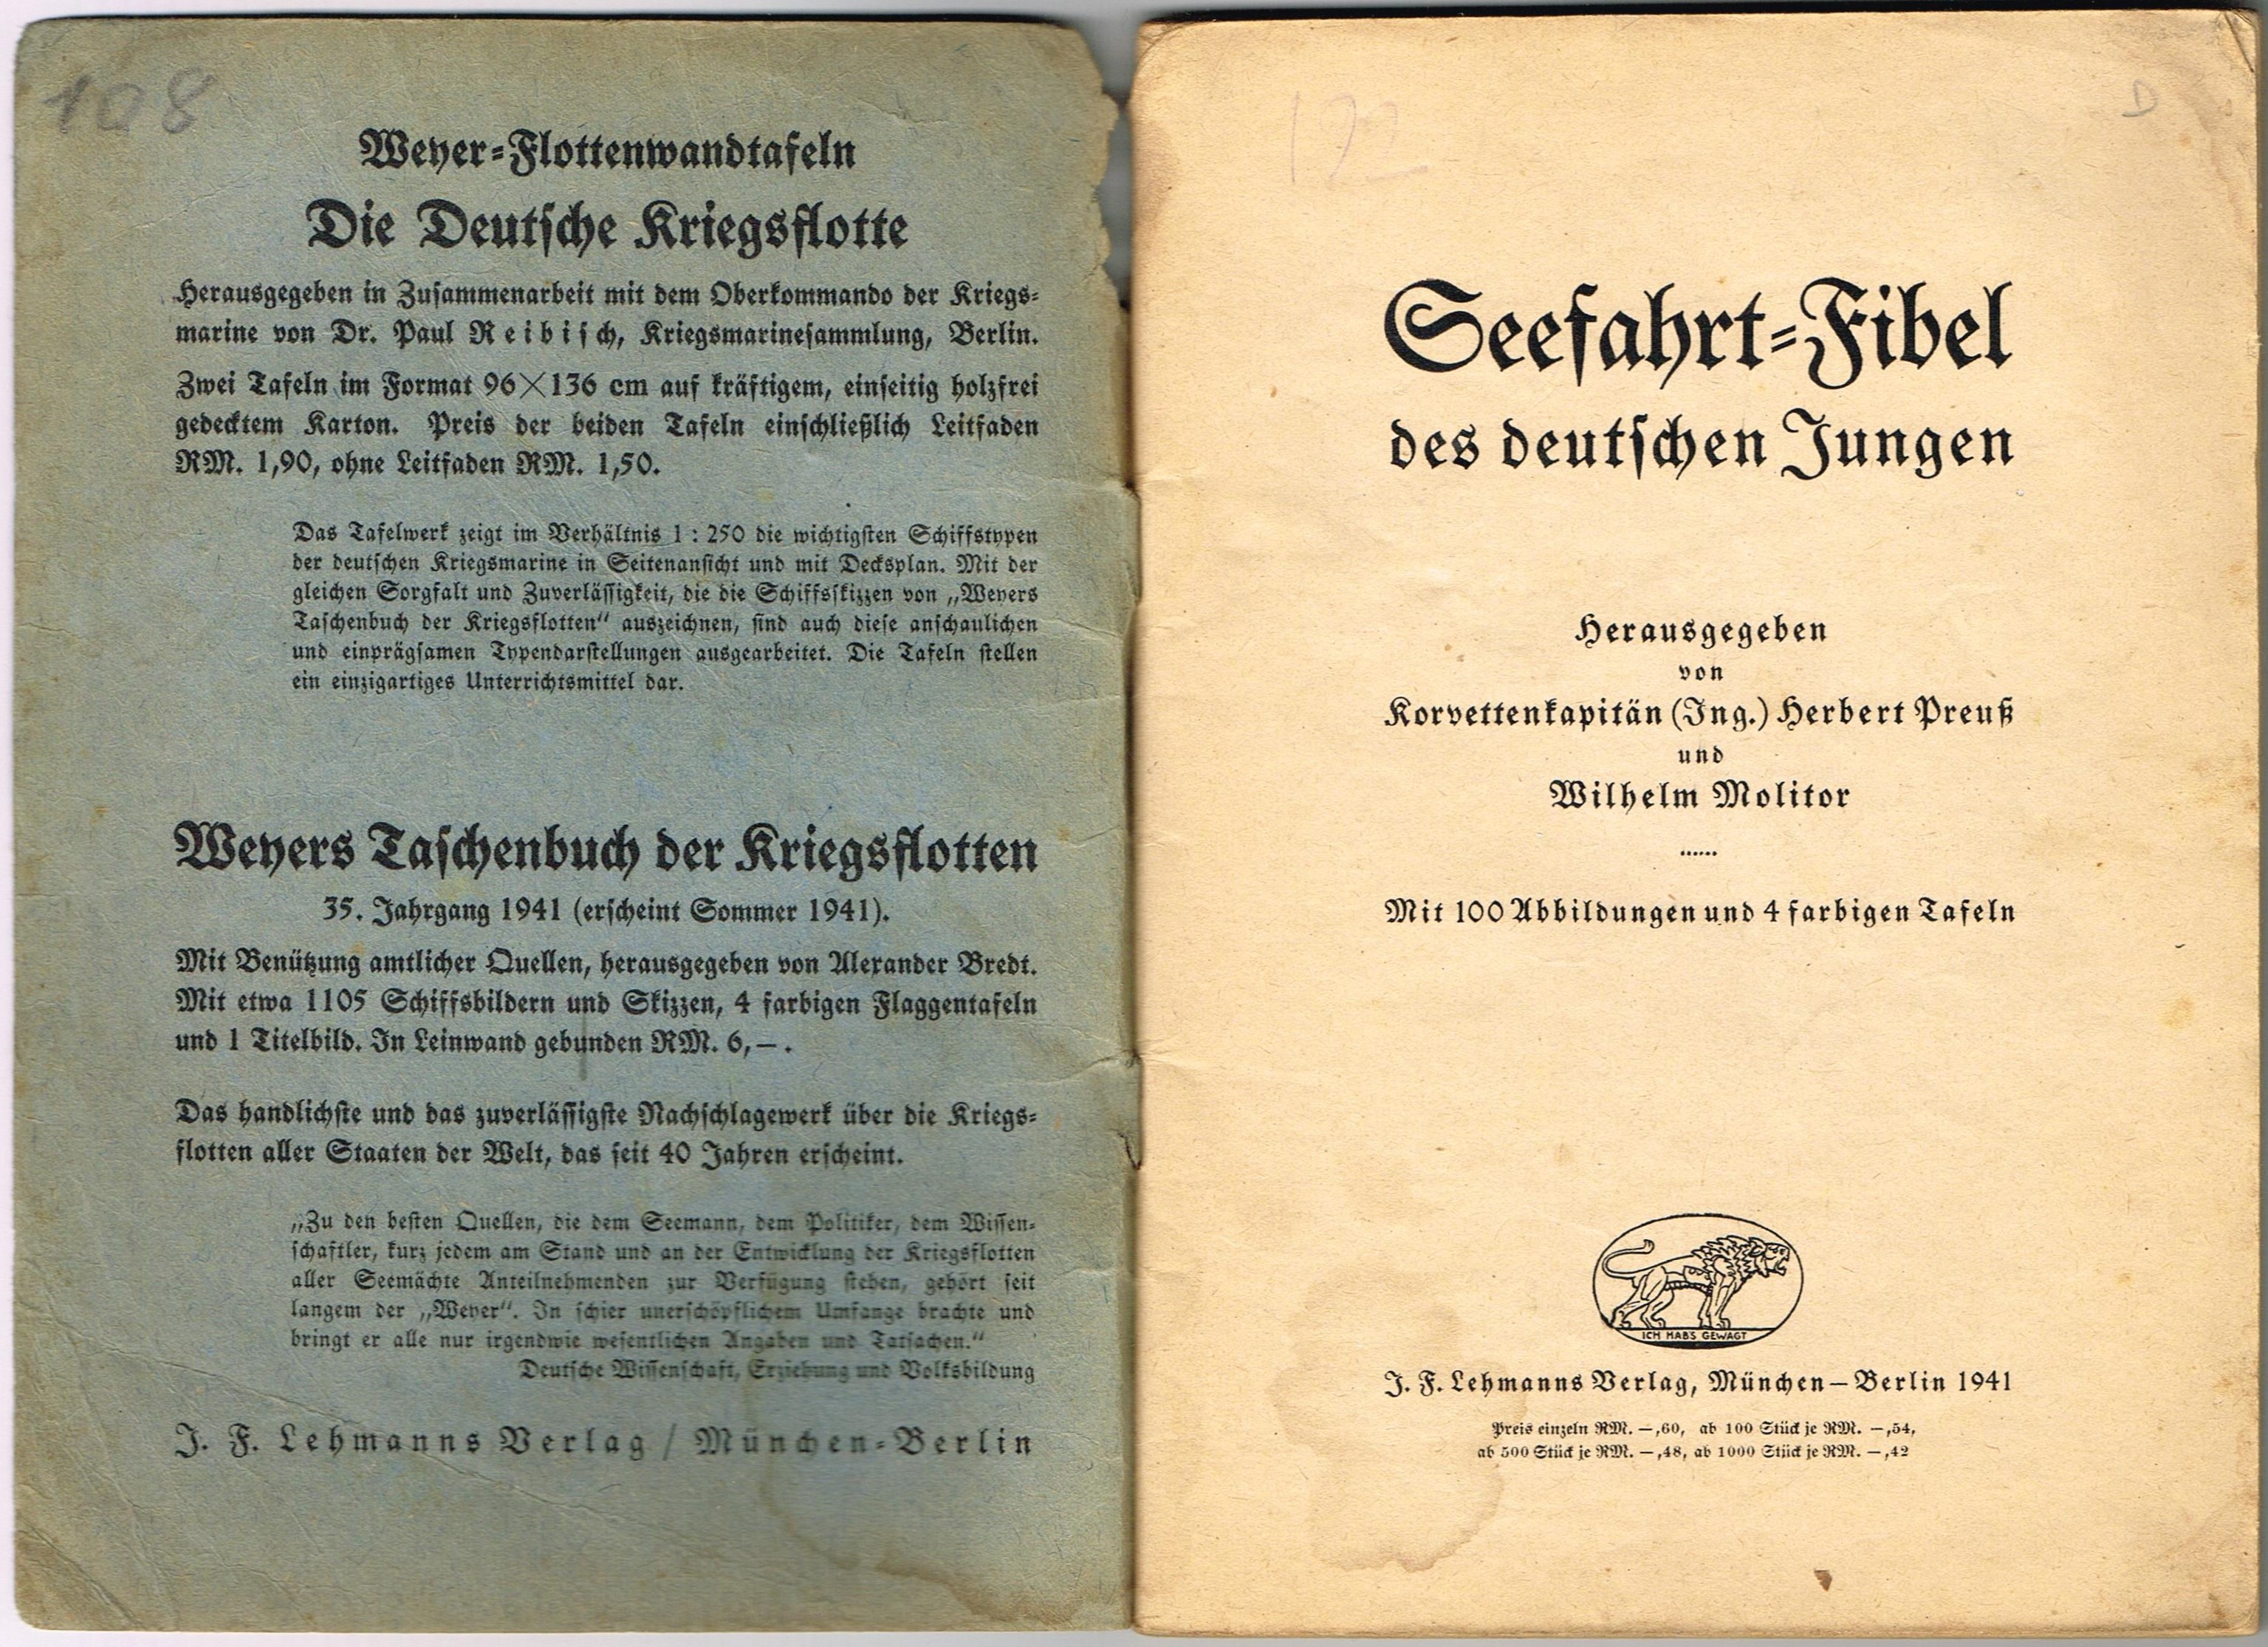 108
Weyer-Flottenwandtafeln
Die Deutsche Kriegsflotte
Herausgegeben in Zusammenarbeit mit dem Oberkommando der Kriegs-
marine von Dr. Paul Reibisch, Kriegsmarinesammlung, Berlin.
Zwei Tafeln im Format 96×136 cm auf kräftigem, einseitig holzfrei
gedecktem Karton. Preis der beiden Tafeln einschließlich Leitfaden
RM. 1,90, ohne Leitfaden RM. 1,50.
Das Tafelwerk zeigt im Verhältnis 1 : 250 die wichtigsten Schiffstypen
der deutschen Kriegsmarine in Seitenansicht und mit Decksplan. Mit der
gleichen Sorgfalt und Zuverlässigkeit, die die Schiffsskizzen von „Weyers
Taschenbuch der Kriegsflotten“ auszeichnen, sind auch diese anschaulichen
und einprägsamen Typendarstellungen ausgearbeitet. Die Tafeln stellen
ein einzigartiges Unterrichtsmittel dar.
Weyers Taschenbuch der Kriegsflotten
35. Jahrgang 1941 (erscheint Sommer 1941).
Mit Benützung amtlicher Quellen, herausgegeben von Alexander Bredt.
Mit etwa 1105 Schiffsbildern und Skizzen, 4 farbigen Flaggentafeln
und 1 Titelbild. In Leinwand gebunden RM. 6,— .
Das handlichste und das zuverlässigste Nachschlagewerk über die Kriegs-
flotten aller Staaten der Welt, das seit 40 Jahren erscheint.
„Zu den besten Quellen, die dem Seemann, dem Politiker, dem Wissen-
schaftler, kurz jedem am Stand und an der Entwicklung der Kriegsflotten
aller Seemächte Anteilnehmenden zur Verfügung stehen, gehört seit
langem der „Weyer“. In schier unerschöpflichem Umfange brachte und
bringt er alle nur irgendwie wesentlichen Angaben und Tatsachen.“
Deutsche Wissenschaft, Erziehung und Volksbildung
J. F. Lehmanns Verlag / München-Berlin
122
D
Seefahrt-Fibel
des deutschen Jungen
Herausgegeben
von
Korvettenkapitän (Ing.) Herbert Preuß
und
Wilhelm Molitor
Mit 100 Abbildungen und 4 farbigen Tafeln
ICH HAB'S GEWAGT
J. F. Lehmanns Verlag, München — Berlin 1941
Preis einzeln RM. —,60, ab 100 Stück je RM. —,54,
ab 500 Stück je RM. —,48, ab 1000 Stück je RM. —,42